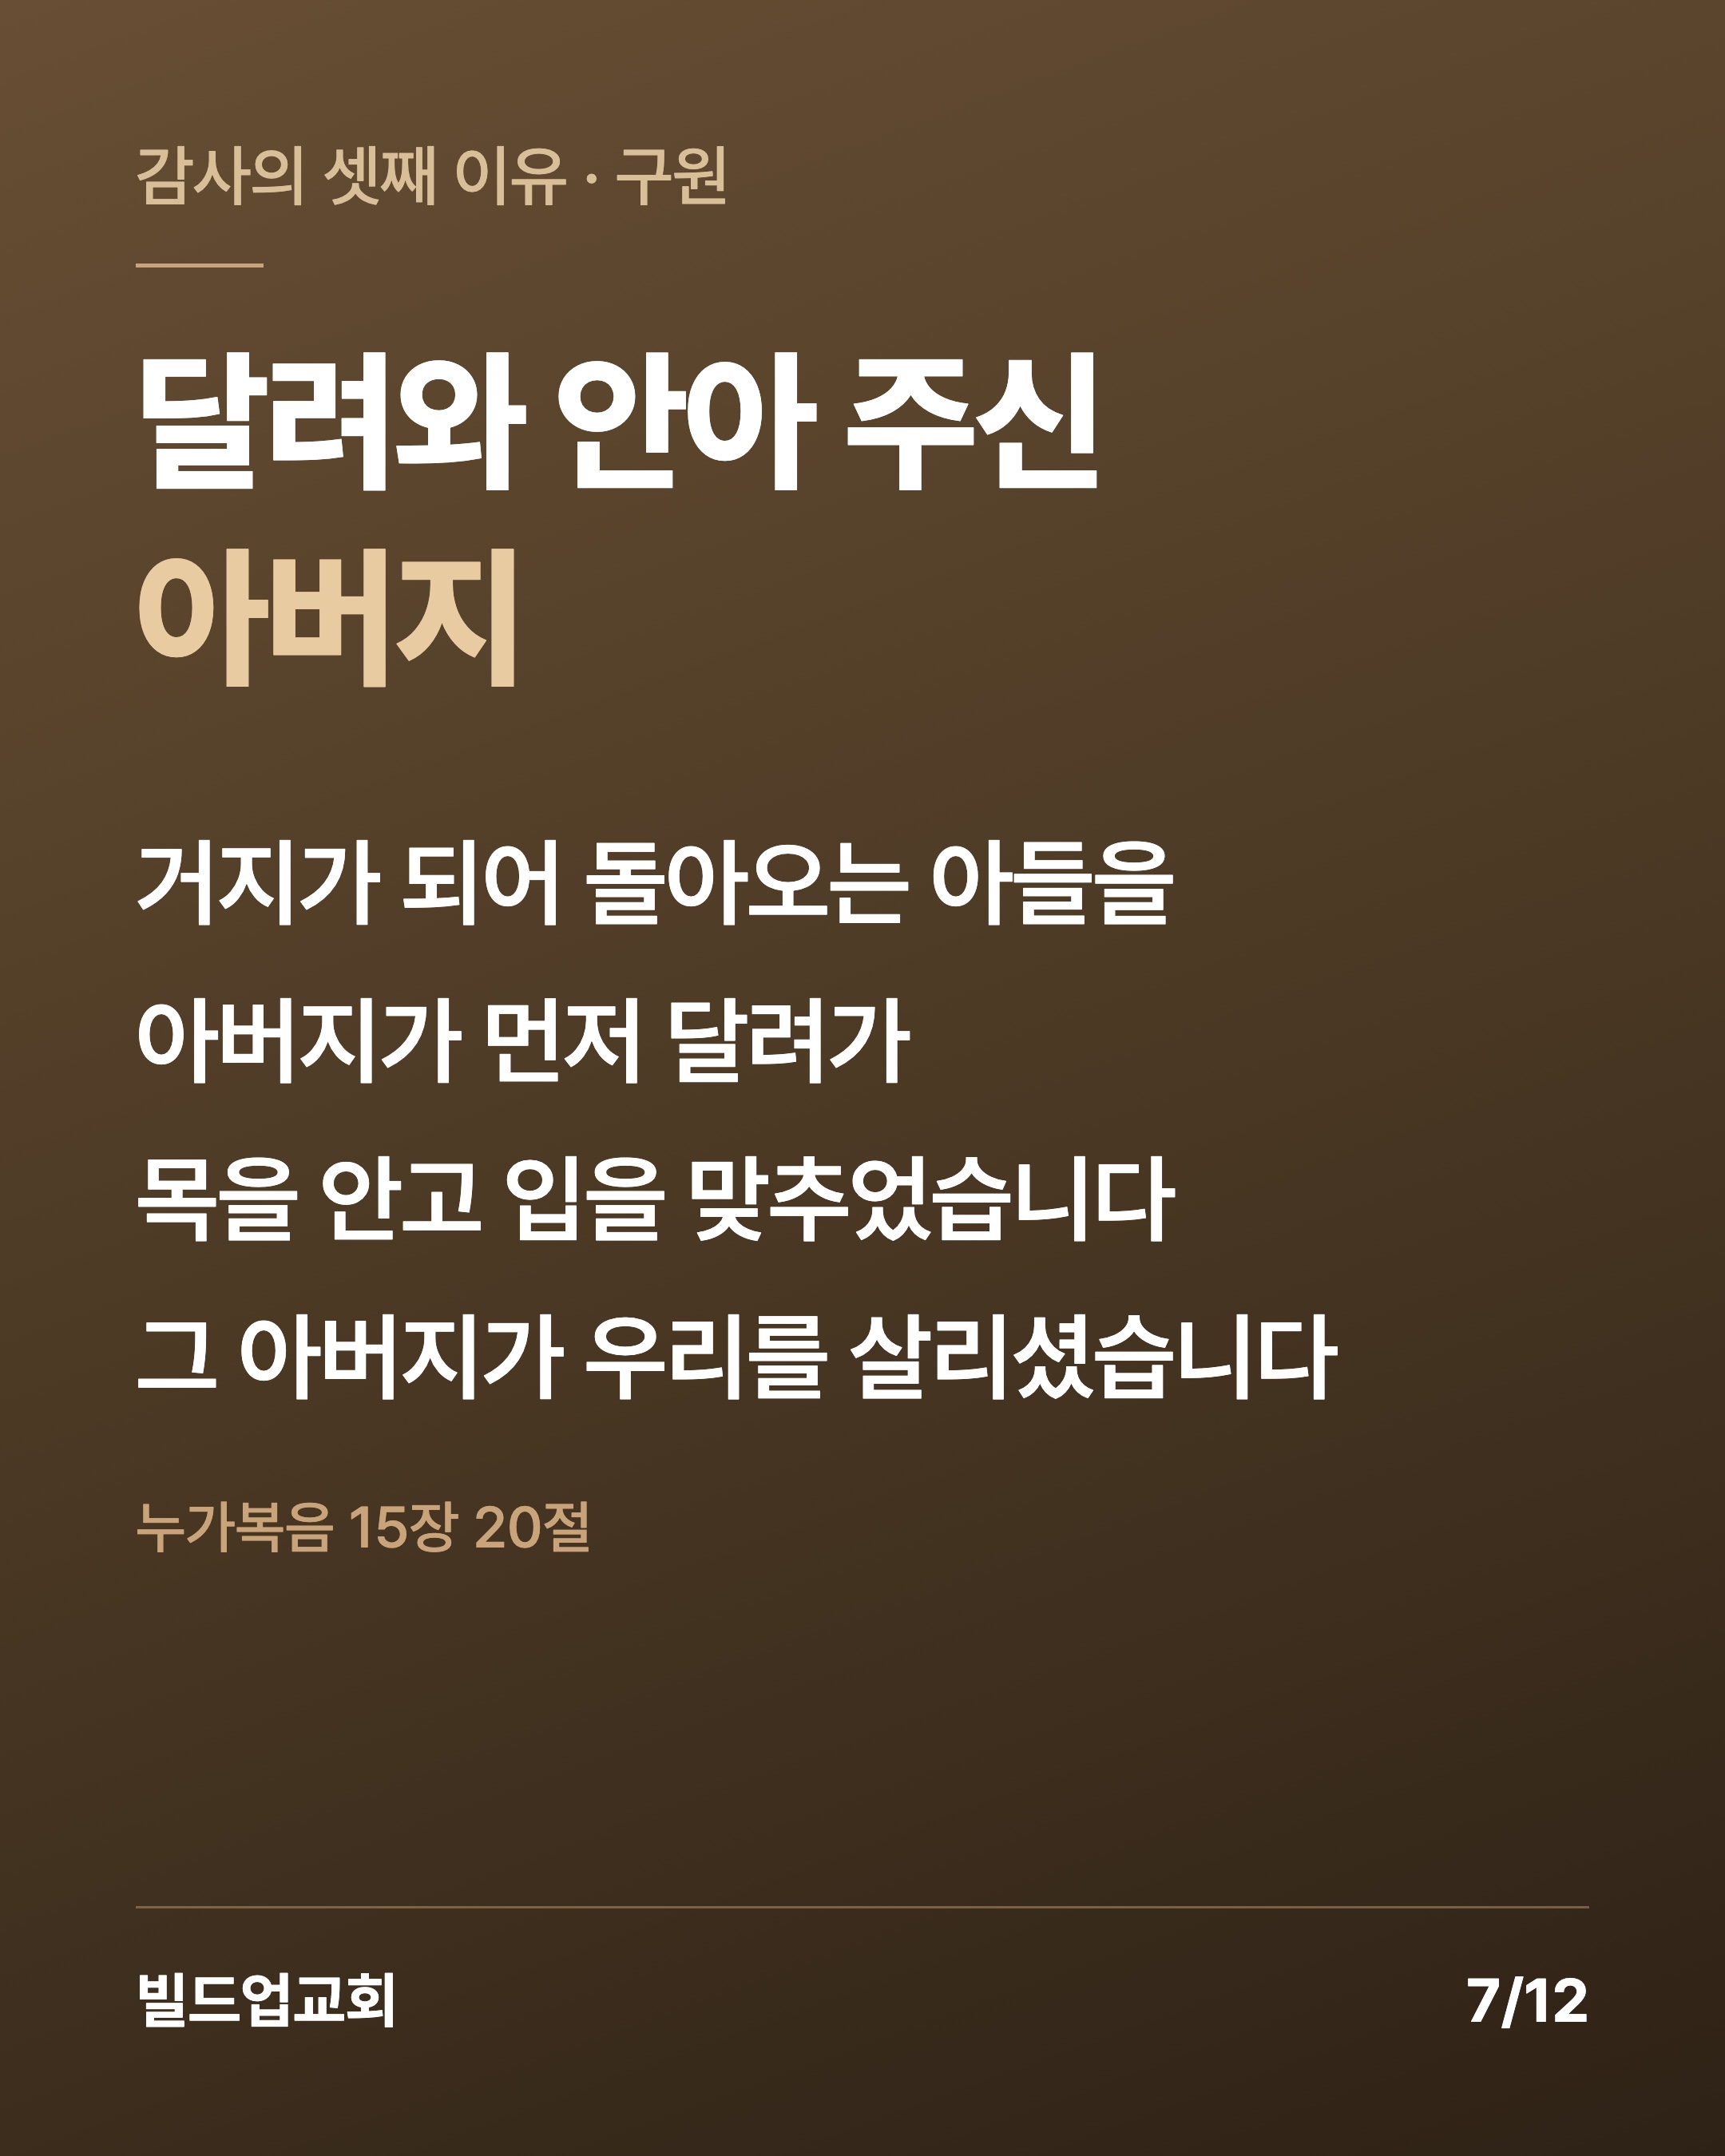 감사의 셋째 이유 · 구원
달려와 안아 주신
아버지
거지가 되어 돌아오는 아들을
아버지가 먼저 달려가
목을 안고 입을 맞추었습니다
그 아버지가 우리를 살리셨습니다
누가복음 15장 20절
빌드업교회
7/12